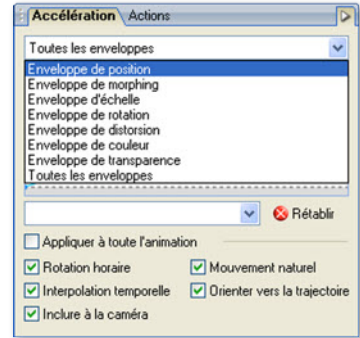 Accélération Actions
Toutes les enveloppes
Enveloppe de position
Enveloppe de morphing
Enveloppe d'échelle
Enveloppe de rotation
Enveloppe de distorsion
Enveloppe de couleur
Enveloppe de transparence
Toutes les enveloppes
Rétablir
Appliquer à toute l'animation
Rotation horaire Mouvement naturel
Interpolation temporelle Orienter vers la trajectoire
Inclure à la caméra